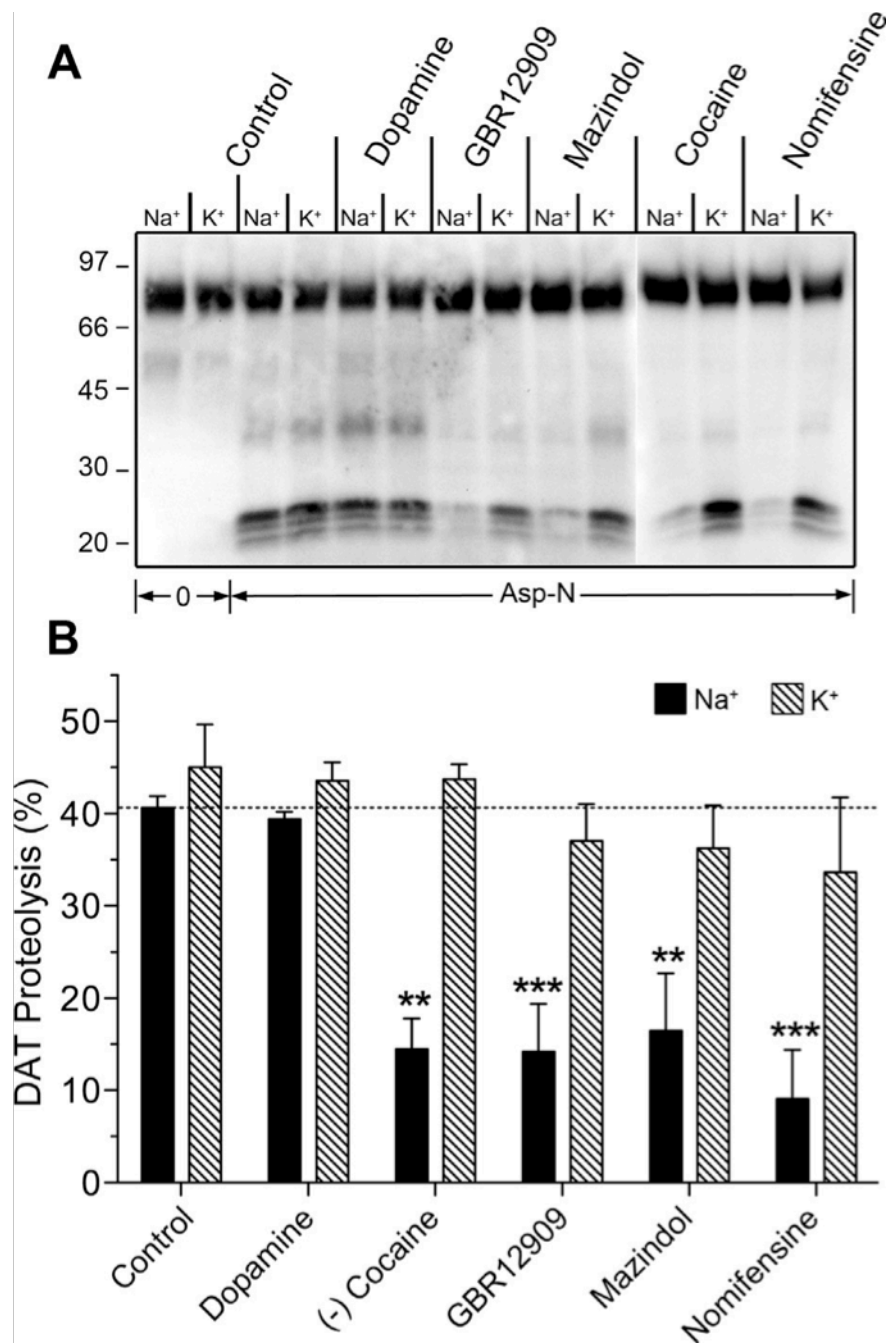 A
Control
Dopamine
GBR12909
Mazindol
Cocaine
Nomifensine
Na⁺ K⁺ Na⁺ K⁺ Na⁺ K⁺ Na⁺ K⁺ Na⁺ K⁺ Na⁺ K⁺ Na⁺ K⁺
97
66
45
30
20
0 Asp-N
B
Na⁺ K⁺
DAT Proteolysis (%)
50
40
30
20
10
0
** *** ** ***
Control
Dopamine
(-) Cocaine
GBR12909
Mazindol
Nomifensine